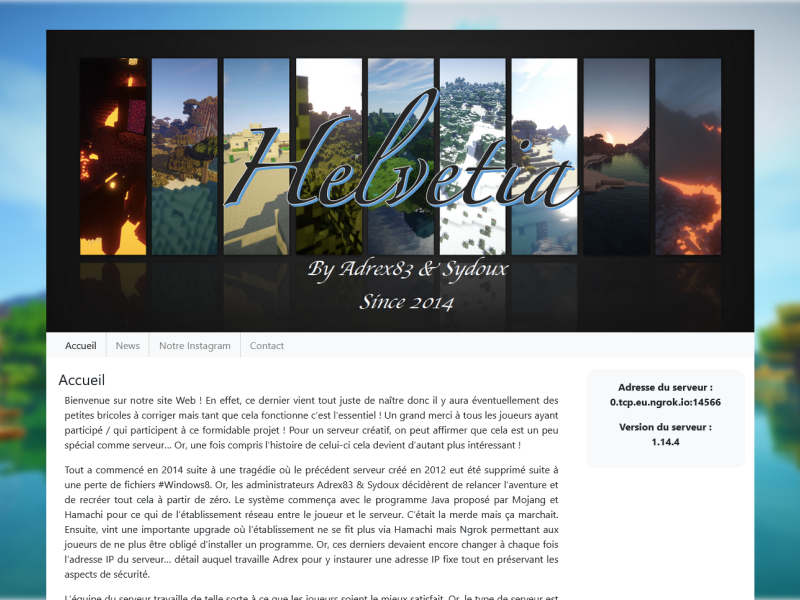 Helvetia
By Adrex83 & Sydoux
Since 2014
Accueil
News
Notre Instagram
Contact
Accueil
Bienvenue sur notre site Web ! En effet, ce dernier vient tout juste de naître donc il y aura éventuellement des
petites bricoles à corriger mais tant que cela fonctionne c'est l'essentiel ! Un grand merci à tous les joueurs ayant
participé / qui participent à ce formidable projet ! Pour un serveur créatif, on peut affirmer que cela est un peu
spécial comme serveur... Or, une fois compris l'histoire de celui-ci cela devient d'autant plus intéressant !
Tout a commencé en 2014 suite à une tragédie où le précédent serveur créé en 2012 eut été supprimé suite à
une perte de fichiers #Windows8. Or, les administrateurs Adrex83 & Sydoux décidèrent de relancer l'aventure et
de recréer tout cela à partir de zéro. Le système commença avec le programme Java proposé par Mojang et
Hamachi pour ce qui de l'établissement réseau entre le joueur et le serveur. C'était la merde mais ça marchait.
Ensuite, vint une importante upgrade où l'établissement ne se fit plus via Hamachi mais Ngrok permettant aux
joueurs de ne plus être obligé d'installer un programme. Or, ces derniers devaient encore changer à chaque fois
l'adresse IP du serveur... détail auquel travaille Adrex pour y instaurer une adresse IP fixe tout en préservant les
aspects de sécurité.
L'équipe du serveur travaille de telle sorte à ce que les joueurs soient le mieux satisfait. Or, le type de serveur est
Adresse du serveur :
0.tcp.eu.ngrok.io:14566
Version du serveur :
1.14.4